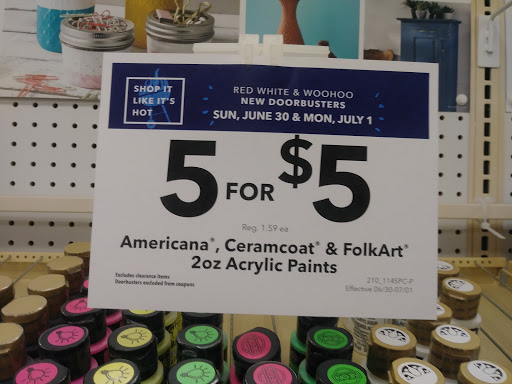 SHOP IT
LIKE IT'S
HOT
RED WHITE & WOOHOO
NEW DOORBUSTERS
SUN, JUNE 30 & MON, JULY 1
5 FOR $5
Reg. 1.59 ea
Americana®, Ceramcoat® & FolkArt®
2oz Acrylic Paints
Excludes clearance items
Doorbusters excluded from coupons
210_1145PC-P
Effective 06/30-07/01